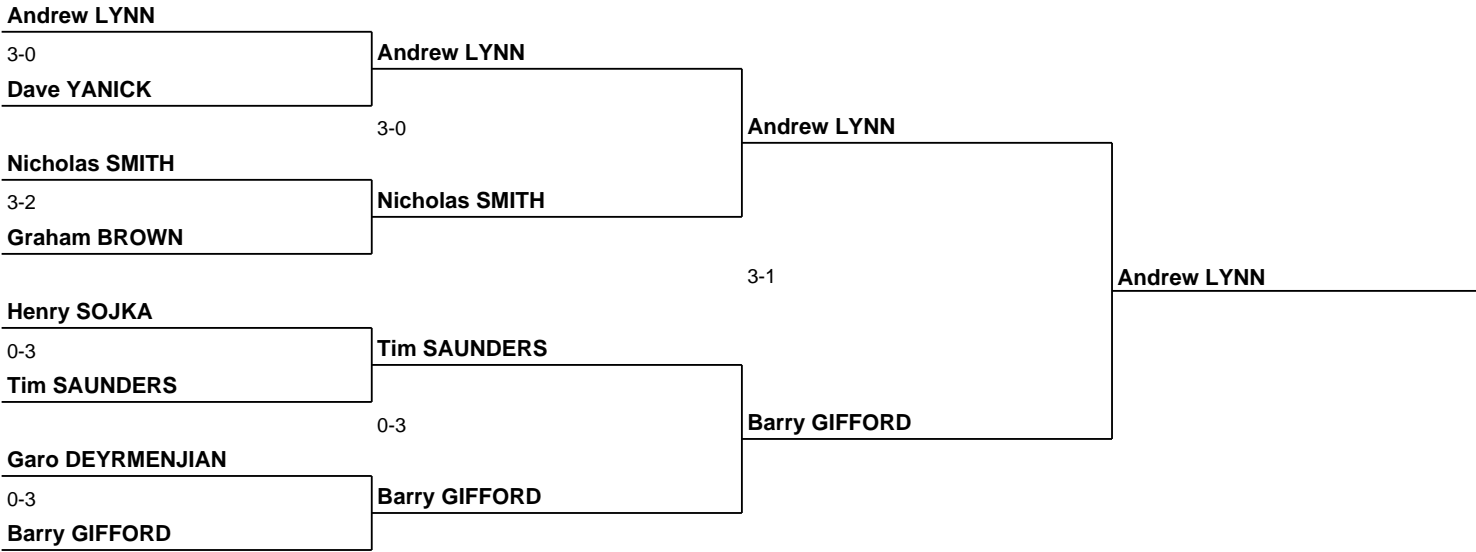 Andrew LYNN
3-0
Dave YANICK
Andrew LYNN
3-0
Nicholas SMITH
3-2
Graham BROWN
Nicholas SMITH
Andrew LYNN
3-1
Andrew LYNN
Henry SOJKA
0-3
Tim SAUNDERS
Tim SAUNDERS
0-3
Garo DEYRMENJIAN
0-3
Barry GIFFORD
Barry GIFFORD
Barry GIFFORD